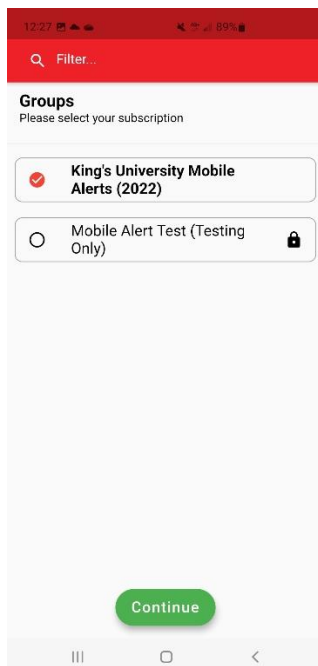 12:27 89%
Filter...
Groups
Please select your subscription
King's University Mobile
Alerts (2022)
Mobile Alert Test (Testing
Only)
Continue